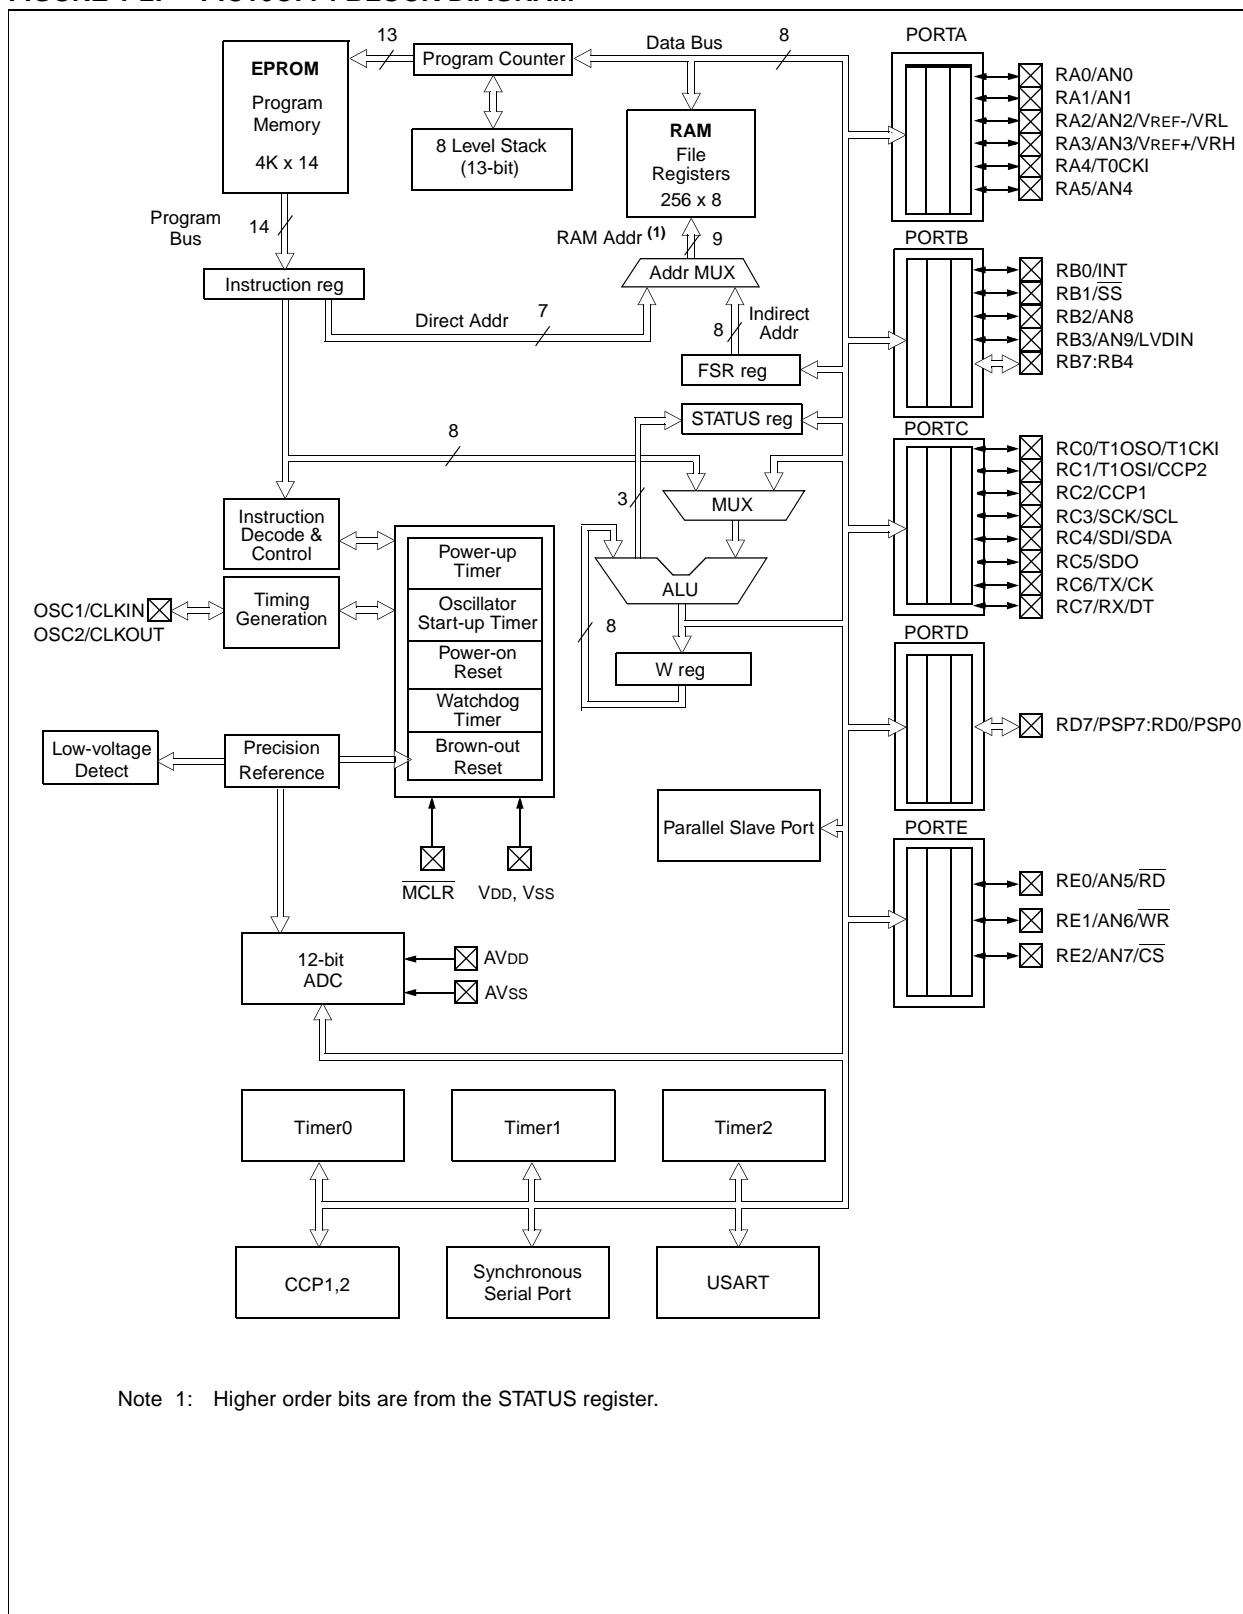 13
Data Bus
8
PORTA
EPROM
Program
Memory
4K x 14
Program Counter
8 Level Stack
(13-bit)
RAM
File
Registers
256 x 8
RA0/AN0
RA1/AN1
RA2/AN2/VREF-/VRL
RA3/AN3/VREF+/VRH
RA4/T0CKI
RA5/AN4
Program
Bus
14
RAM Addr (1)
9
PORTB
Instruction reg
Addr MUX
RB0/INT
RB1/SS
RB2/AN8
RB3/AN9/LVDIN
RB7:RB4
Direct Addr
7
8
Indirect
Addr
FSR reg
STATUS reg
PORTC
8
3
MUX
RC0/T1OSO/T1CKI
RC1/T1OSI/CCP2
RC2/CCP1
RC3/SCK/SCL
RC4/SDI/SDA
RC5/SDO
RC6/TX/CK
RC7/RX/DT
Instruction
Decode &
Control
Power-up
Timer
ALU
OSC1/CLKIN
OSC2/CLKOUT
Timing
Generation
Oscillator
Start-up Timer
8
PORTD
Power-on
Reset
W reg
Watchdog
Timer
RD7/PSP7:RD0/PSP0
Low-voltage
Detect
Precision
Reference
Brown-out
Reset
Parallel Slave Port
PORTE
MCLR
VDD, VSS
RE0/AN5/RD
RE1/AN6/WR
RE2/AN7/CS
12-bit
ADC
AVDD
AVSS
Timer0
Timer1
Timer2
CCP1,2
Synchronous
Serial Port
USART
Note 1: Higher order bits are from the STATUS register.